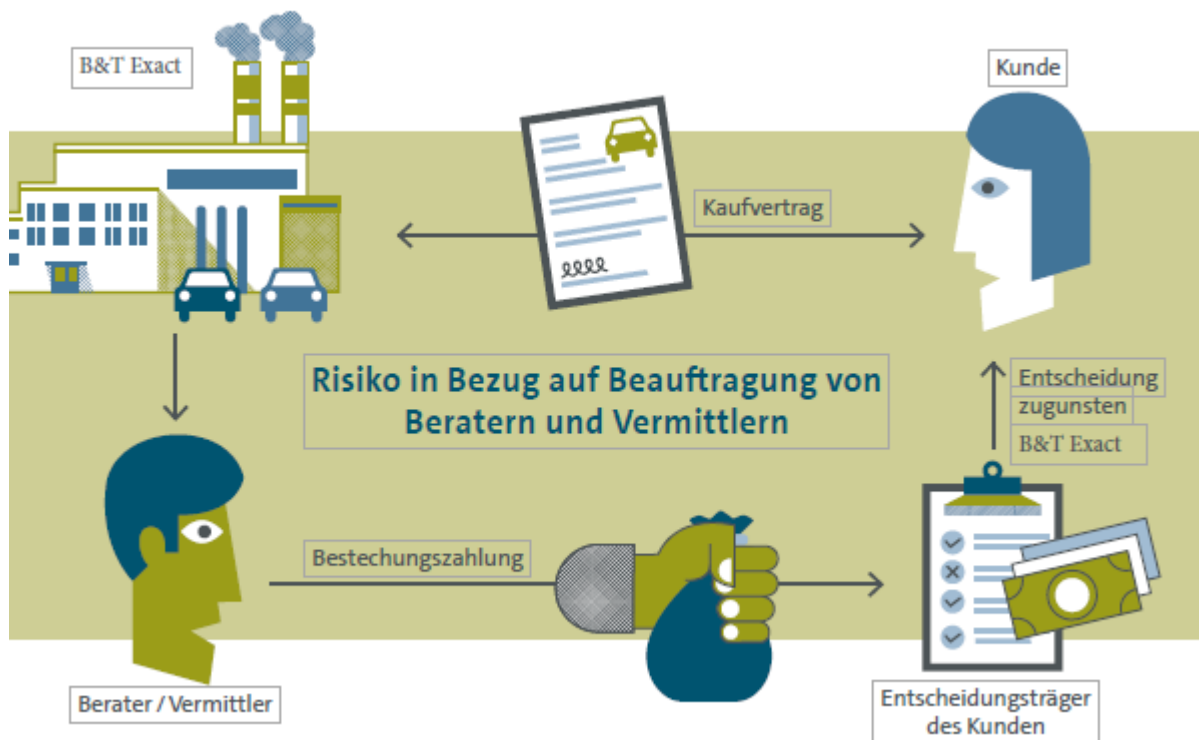 B&T Exact
Kunde
Kaufvertrag
Risiko in Bezug auf Beauftragung von
Beratern und Vermittlern
Entscheidung
zugunsten
B&T Exact
Bestechungszahlung
Berater / Vermittler
Entscheidungsträger
des Kunden